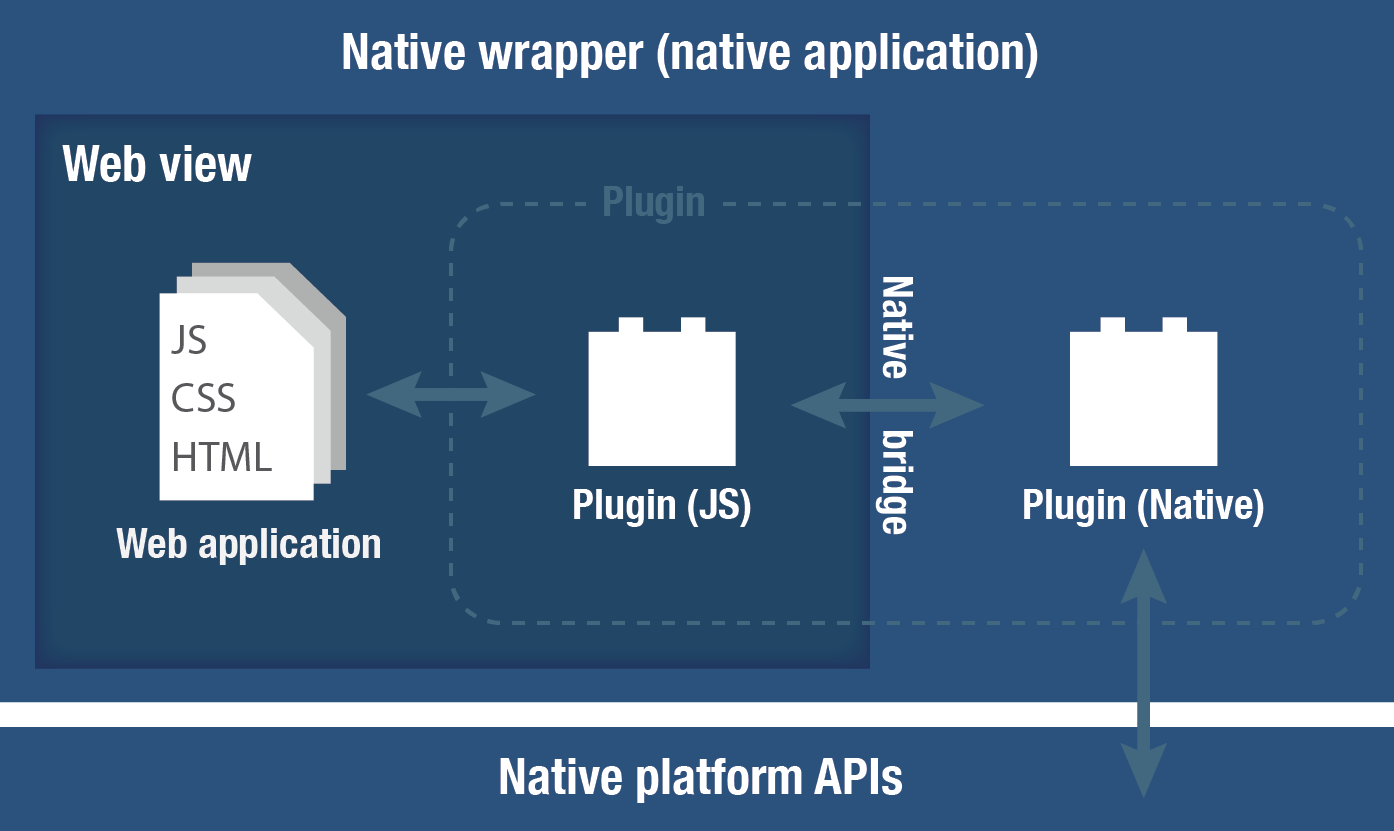 Native wrapper (native application)
Web view
Plugin
JS
CSS
HTML
Web application
Plugin (JS)
Native bridge
Plugin (Native)
Native platform APIs